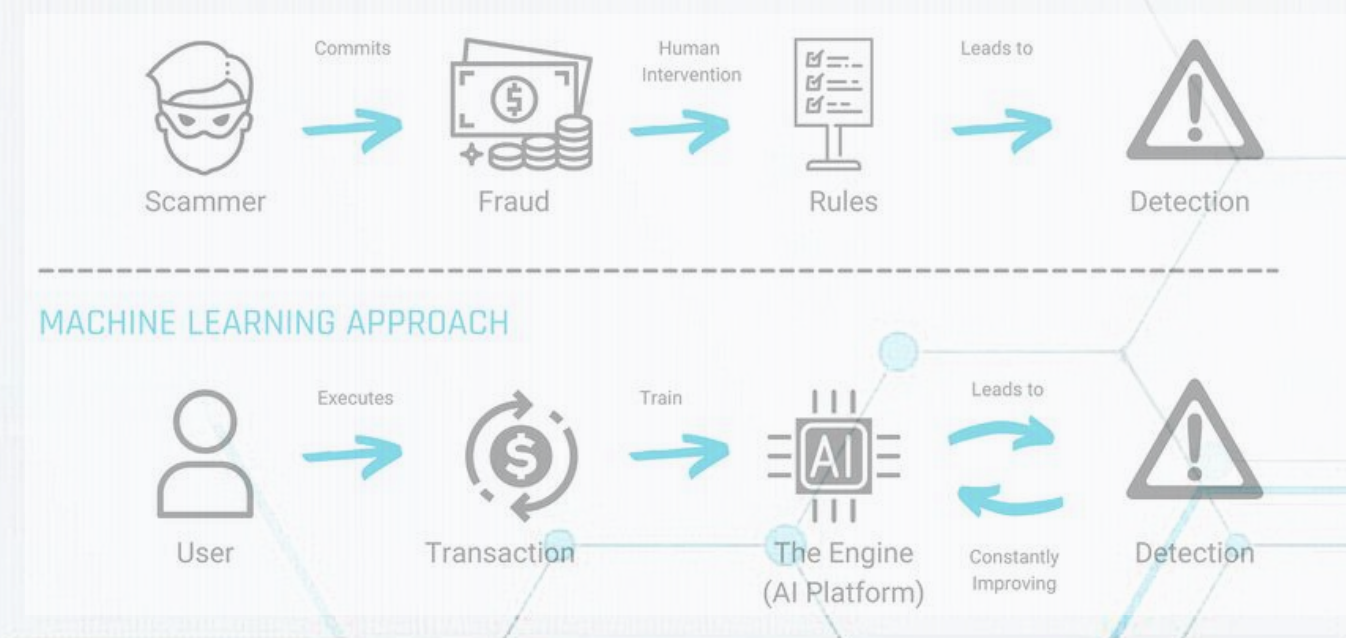 Commits
Human
Intervention
Leads to
Scammer
Fraud
Rules
Detection
MACHINE LEARNING APPROACH
Executes
Train
Leads to
AI
User
Transaction
The Engine
(AI Platform)
Constantly
Improving
Detection